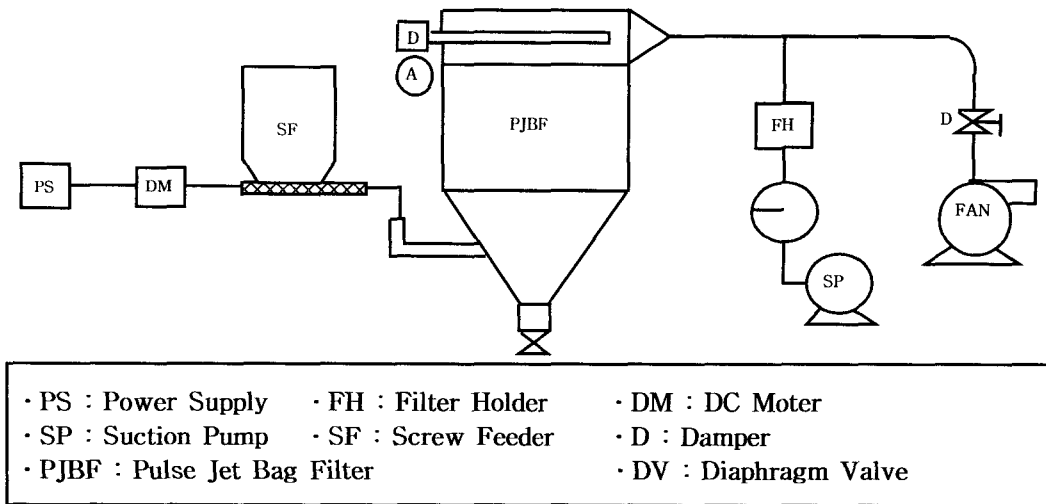 D
A
SF
PJBF
FH
D
PS
DM
FAN
SP
· PS : Power Supply · FH : Filter Holder · DM : DC Moter
· SP : Suction Pump · SF : Screw Feeder · D : Damper
· PJBF : Pulse Jet Bag Filter · DV : Diaphragm Valve